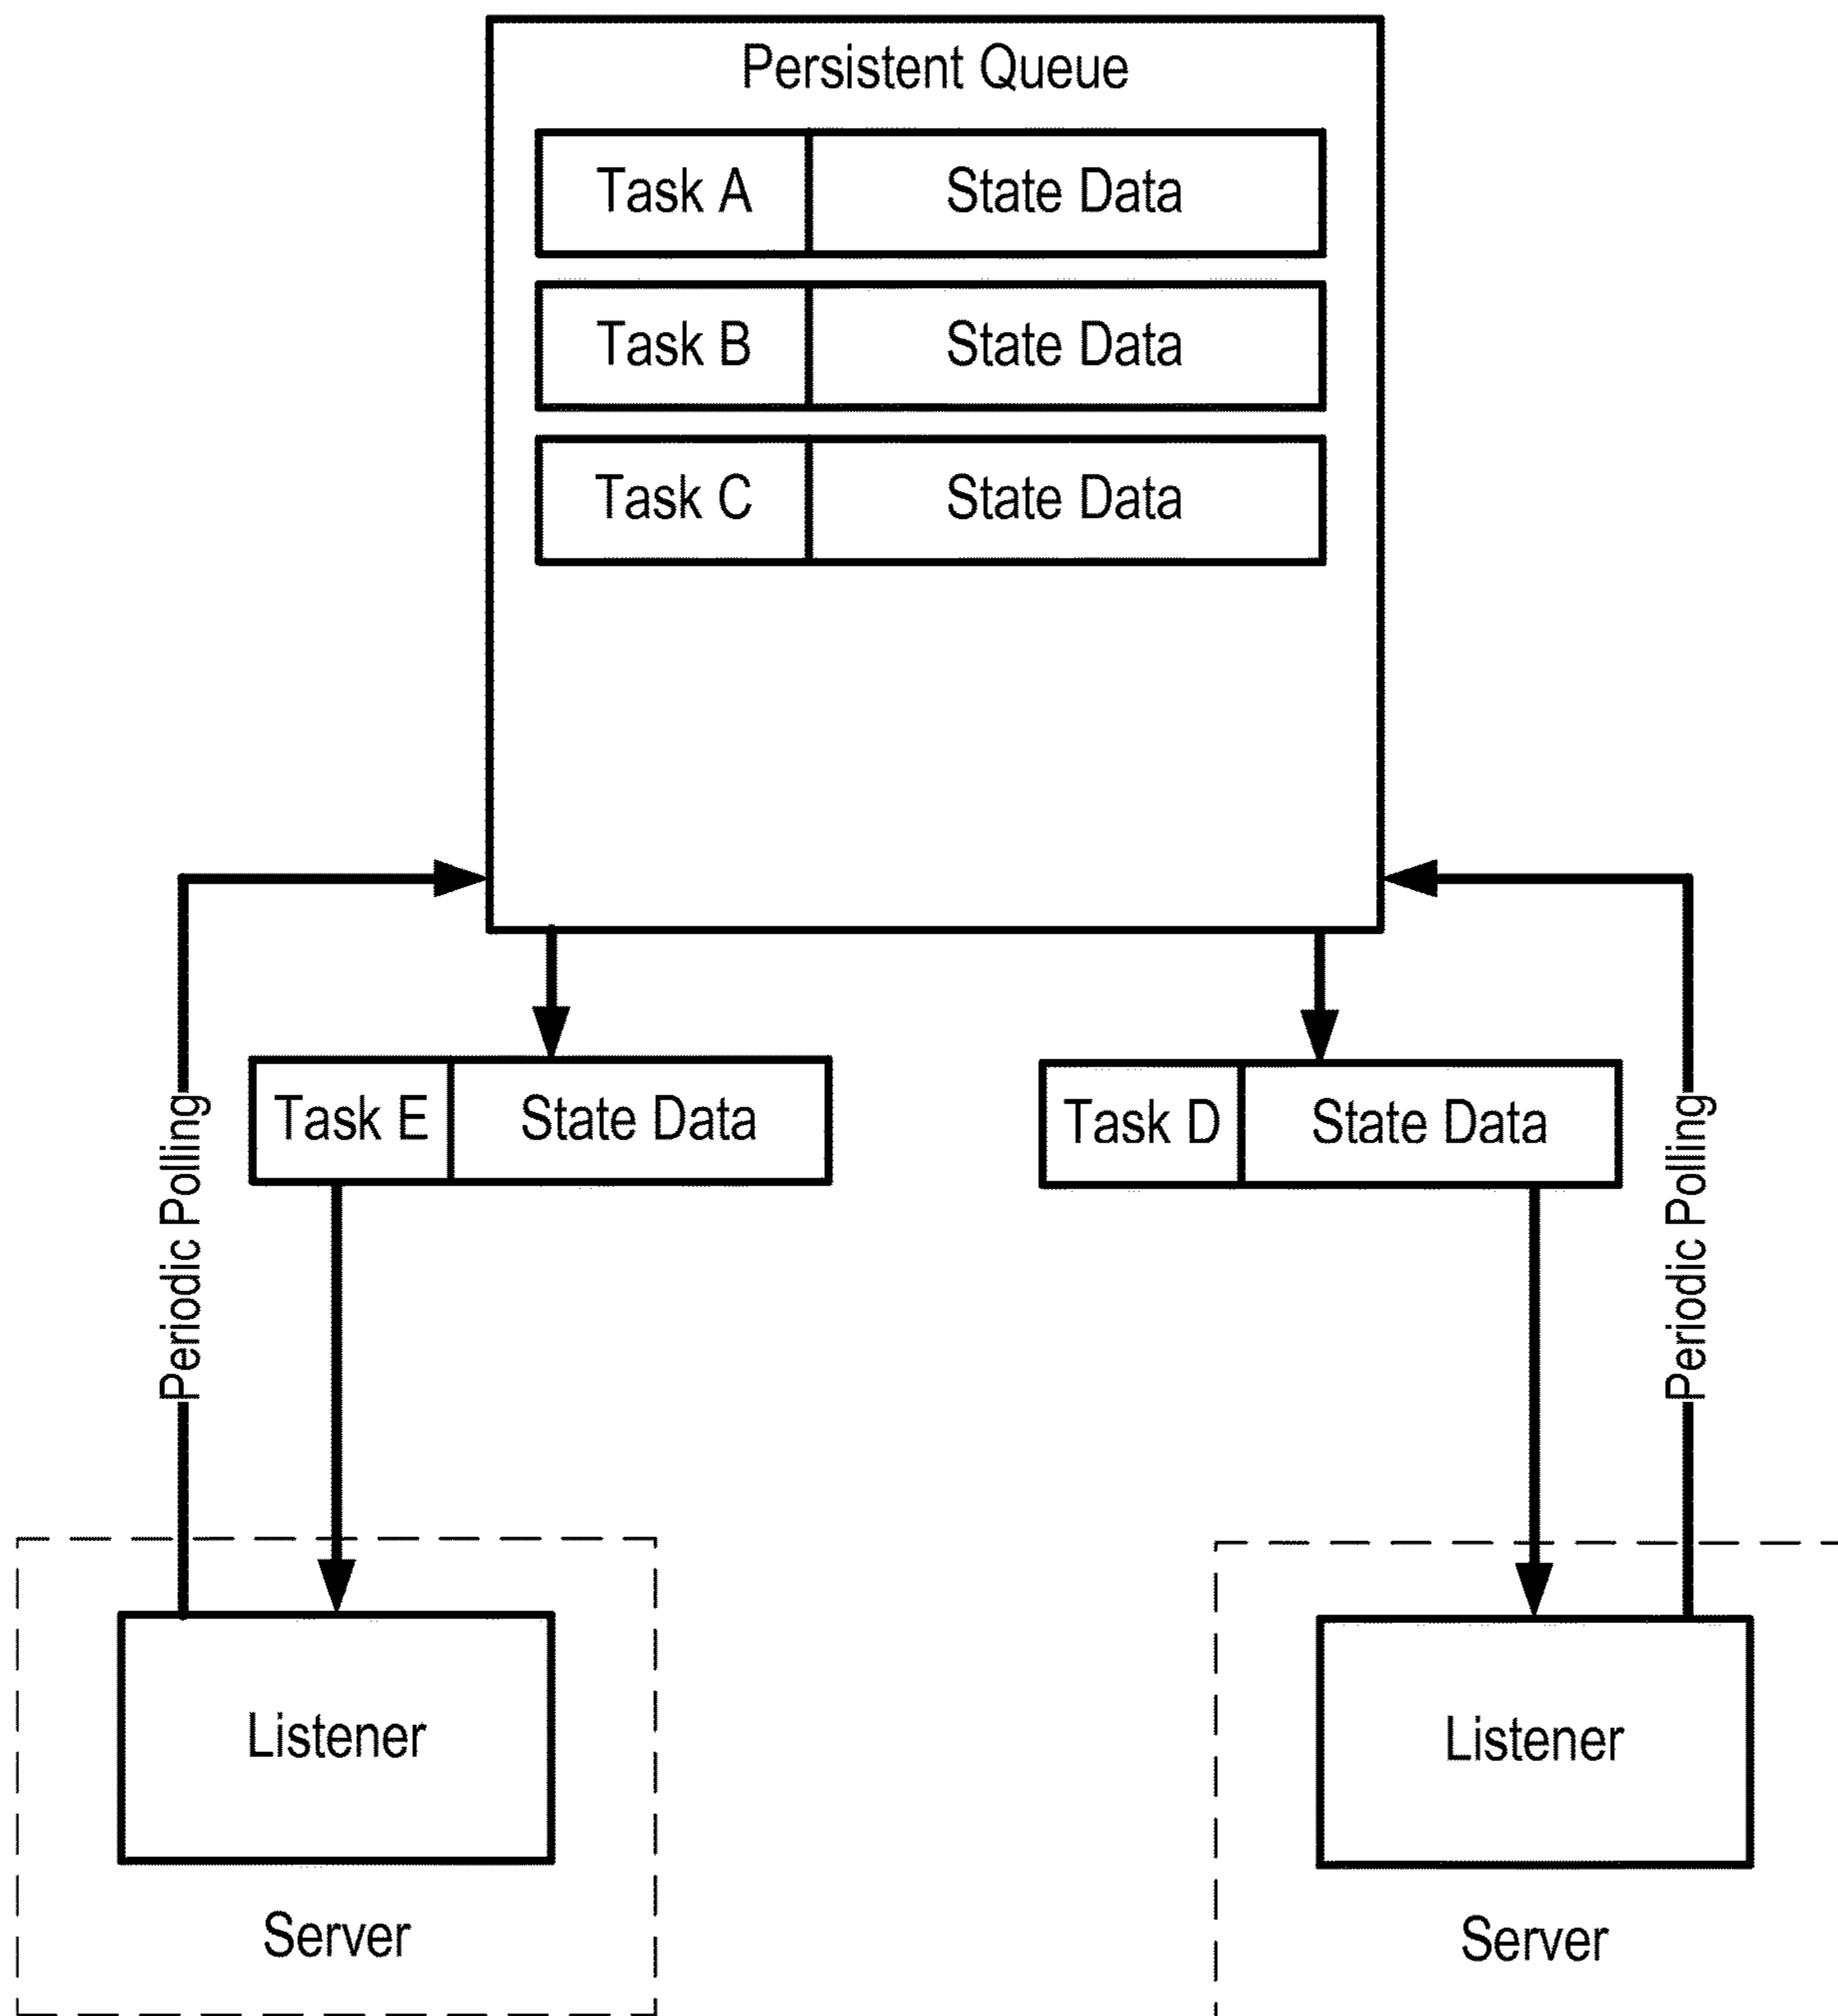 Persistent Queue
Task A State Data
Task B State Data
Task C State Data
Task E State Data
Task D State Data
Periodic Polling
Periodic Polling
Listener
Server
Listener
Server